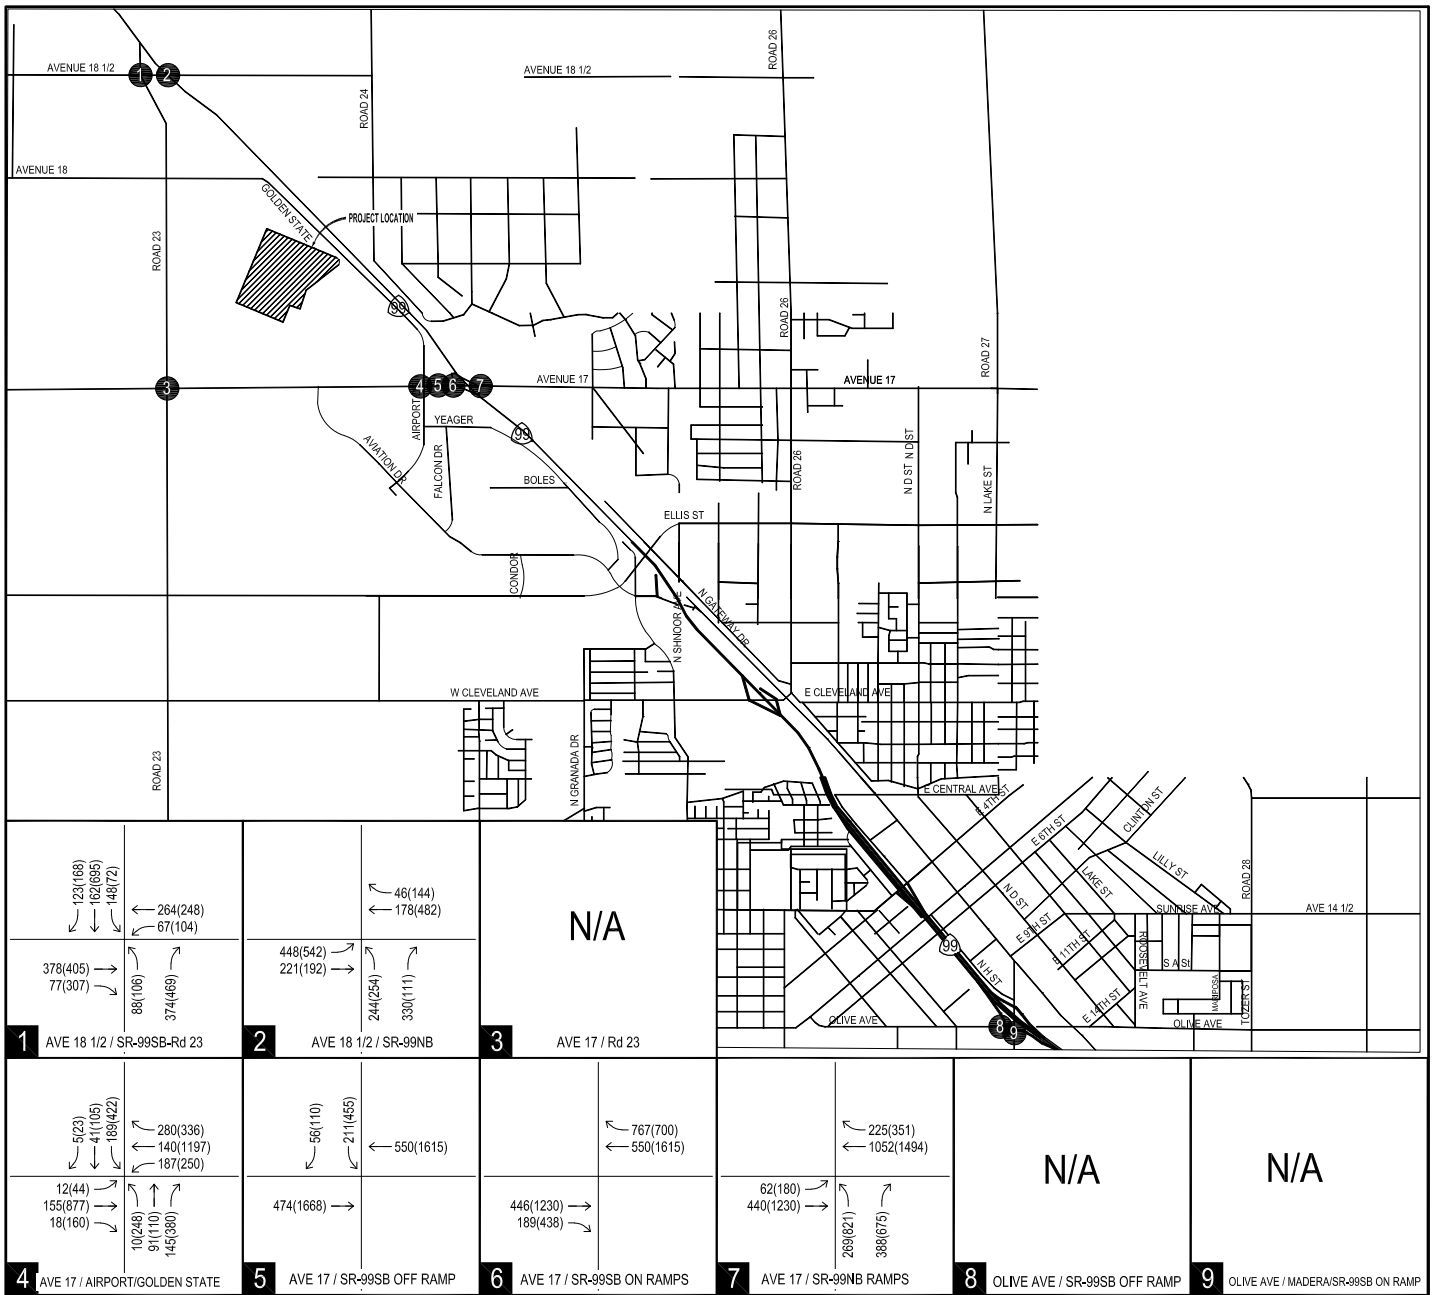 1
2
AVENUE 18 1/2
AVENUE 18 1/2
ROAD 26
ROAD 24
AVENUE 18
GOLDEN STATE
PROJECT LOCATION
ROAD 23
99
ROAD 26
ROAD 27
3
4
5
6
7
AVENUE 17
AVENUE 17
AIRPORT
YEAGER
99
AVIATION DR
FALCON DR
BOLES
ROAD 26
N D ST
N D ST
N LAKE ST
ELLIS ST
CONDOR
N SHNOOR AVE
N GATEWAY DR
W CLEVELAND AVE
E CLEVELAND AVE
ROAD 23
N GRANADA DR
E CENTRAL AVE
E 4TH ST
E 6TH ST
CLINTON ST
LILLY ST
ROAD 28
LAKE ST
N D ST
SUNRISE AVE
AVE 14 1/2
E 9TH ST
E 11TH ST
99
N H ST
ROOSEVELT AVE
S A St
MARIPOSA
TOZER ST
E 14TH ST
OLIVE AVE
8
9
OLIVE AVE
123(168)
162(695)
148(72)
264(248)
67(104)
378(405)
77(307)
88(106)
374(469)
1
AVE 18 1/2 / SR-99SB-Rd 23
46(144)
178(482)
448(542)
221(192)
244(254)
330(111)
2
AVE 18 1/2 / SR-99NB
N/A
3
AVE 17 / Rd 23
5(23)
41(105)
189(422)
280(336)
140(1197)
187(250)
12(44)
155(877)
18(160)
10(248)
91(110)
145(380)
4
AVE 17 / AIRPORT/GOLDEN STATE
56(110)
211(455)
550(1615)
474(1668)
5
AVE 17 / SR-99SB OFF RAMP
767(700)
550(1615)
446(1230)
189(438)
6
AVE 17 / SR-99SB ON RAMPS
225(351)
1052(1494)
62(180)
440(1230)
269(821)
388(675)
7
AVE 17 / SR-99NB RAMPS
N/A
8
OLIVE AVE / SR-99SB OFF RAMP
N/A
9
OLIVE AVE / MADERA/SR-99SB ON RAMP